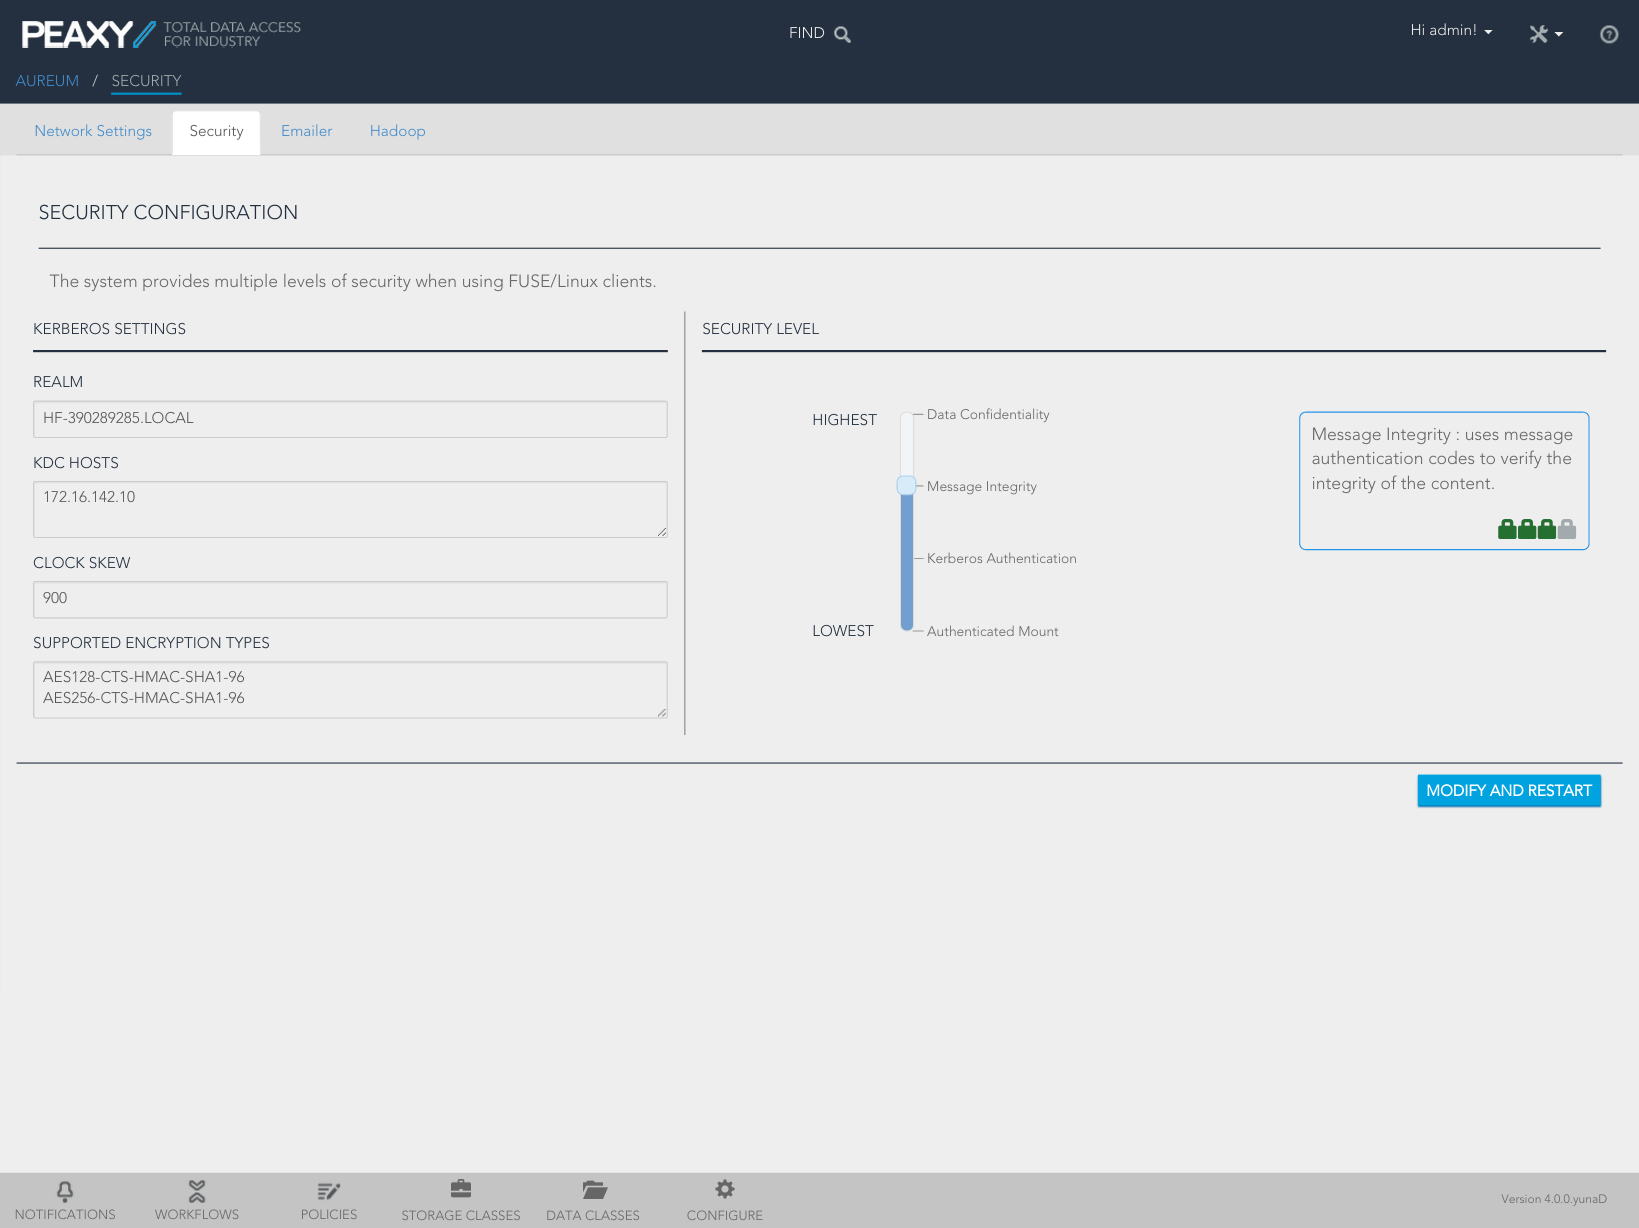 PEAXY TOTAL DATA ACCESS
FOR INDUSTRY
FIND
Hi admin!
AUREUM / SECURITY
Network Settings
Security
Emailer
Hadoop
SECURITY CONFIGURATION
The system provides multiple levels of security when using FUSE/Linux clients.
KERBEROS SETTINGS
REALM
HF-390289285.LOCAL
KDC HOSTS
172.16.142.10
CLOCK SKEW
900
SUPPORTED ENCRYPTION TYPES
AES128-CTS-HMAC-SHA1-96
AES256-CTS-HMAC-SHA1-96
SECURITY LEVEL
HIGHEST
Data Confidentiality
Message Integrity
Kerberos Authentication
LOWEST
Authenticated Mount
Message Integrity : uses message
authentication codes to verify the
integrity of the content.
MODIFY AND RESTART
NOTIFICATIONS
WORKFLOWS
POLICIES
STORAGE CLASSES
DATA CLASSES
CONFIGURE
Version 4.0.0.yunaD